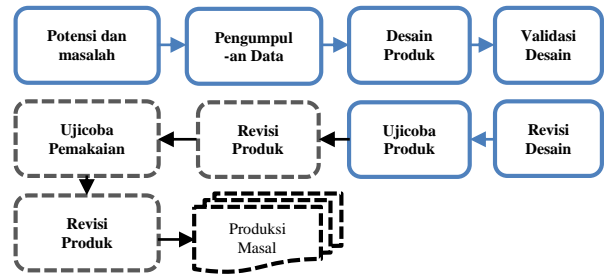 Potensi dan
masalah
Pengumpul
-an Data
Desain
Produk
Validasi
Desain
Revisi
Desain
Ujicoba
Produk
Revisi
Produk
Ujicoba
Pemakaian
Revisi
Produk
Produksi
Masal